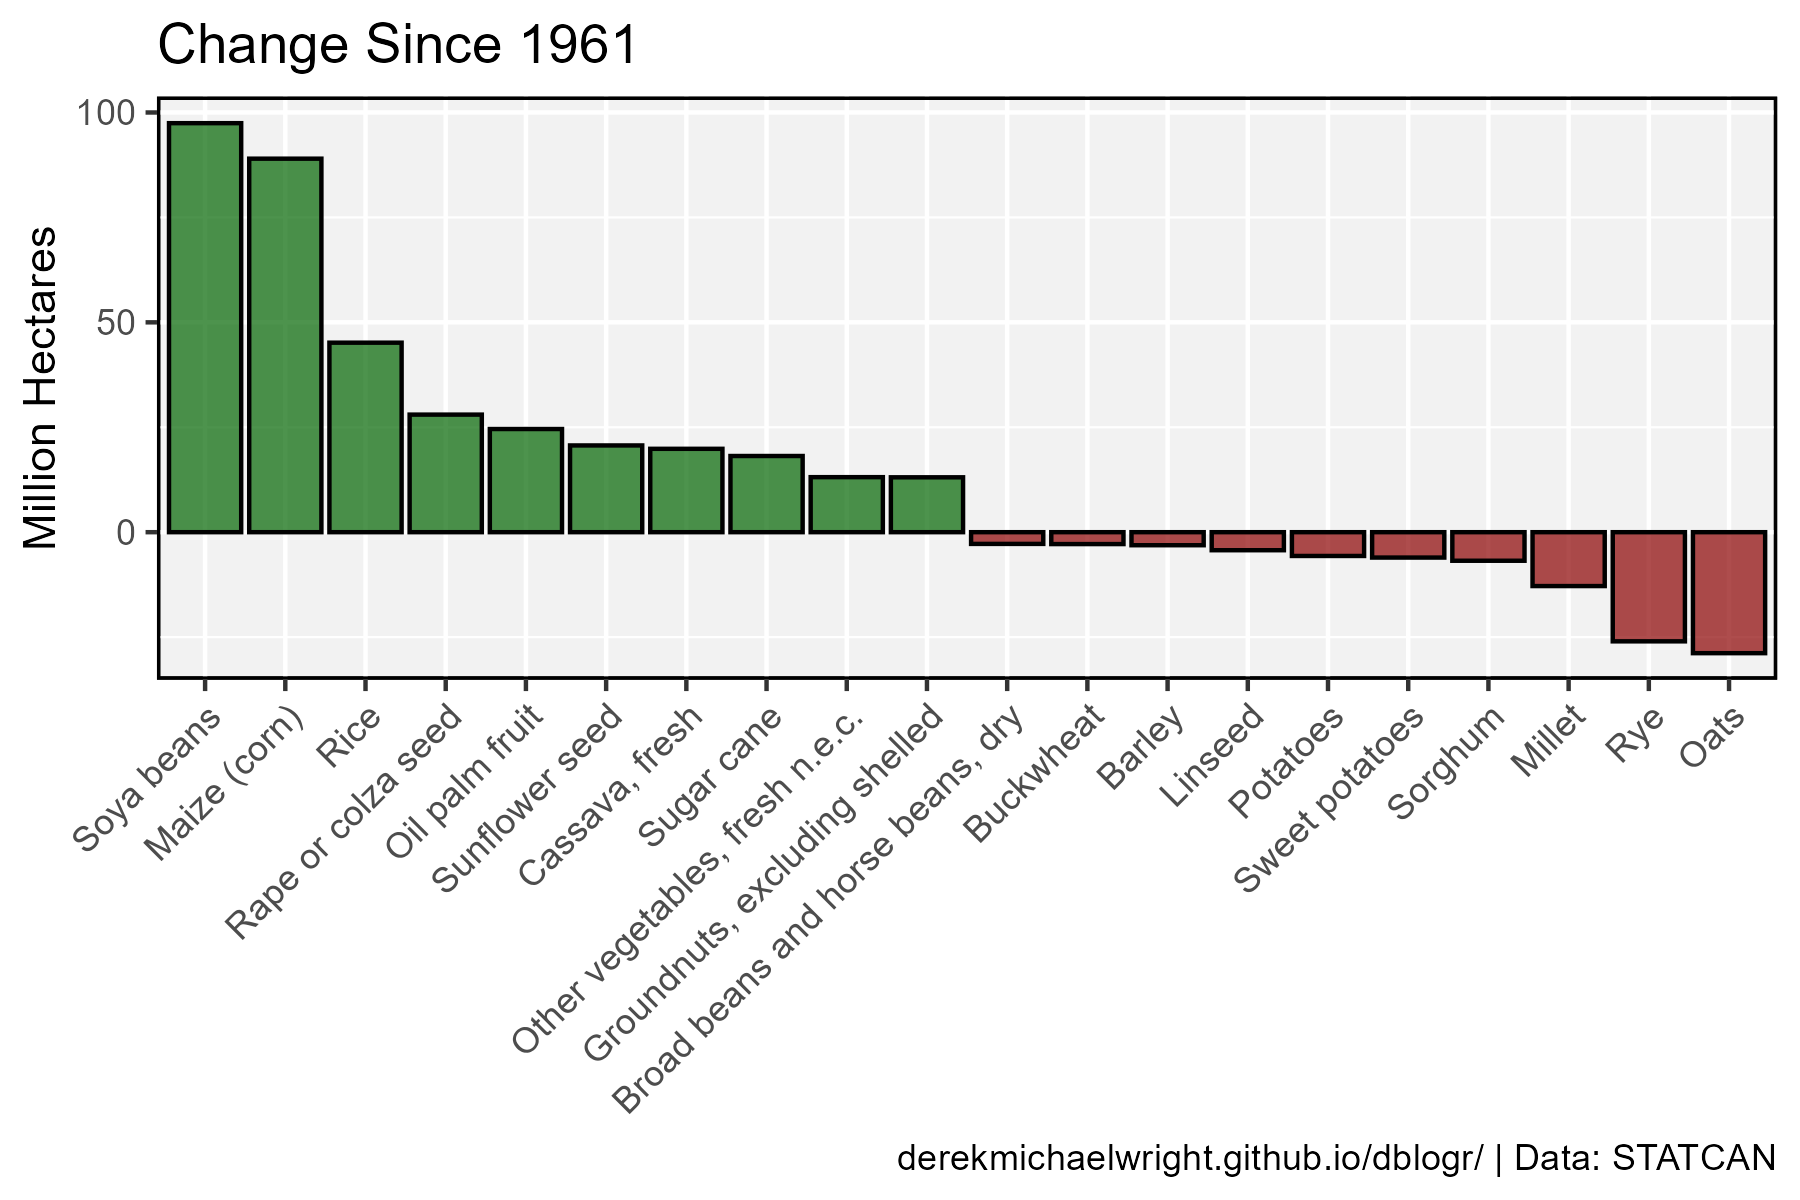 Change Since 1961
Million Hectares
100
50
0
Soya beans
Maize (corn)
Rice
Rape or colza seed
Oil palm fruit
Sunflower seed
Cassava, fresh
Sugar cane
Other vegetables, fresh n.e.c.
Groundnuts, excluding shelled
Broad beans and horse beans, dry
Buckwheat
Barley
Linseed
Potatoes
Sweet potatoes
Sorghum
Millet
Rye
Oats
derekmichaelwright.github.io/dblogr/ | Data: STATCAN